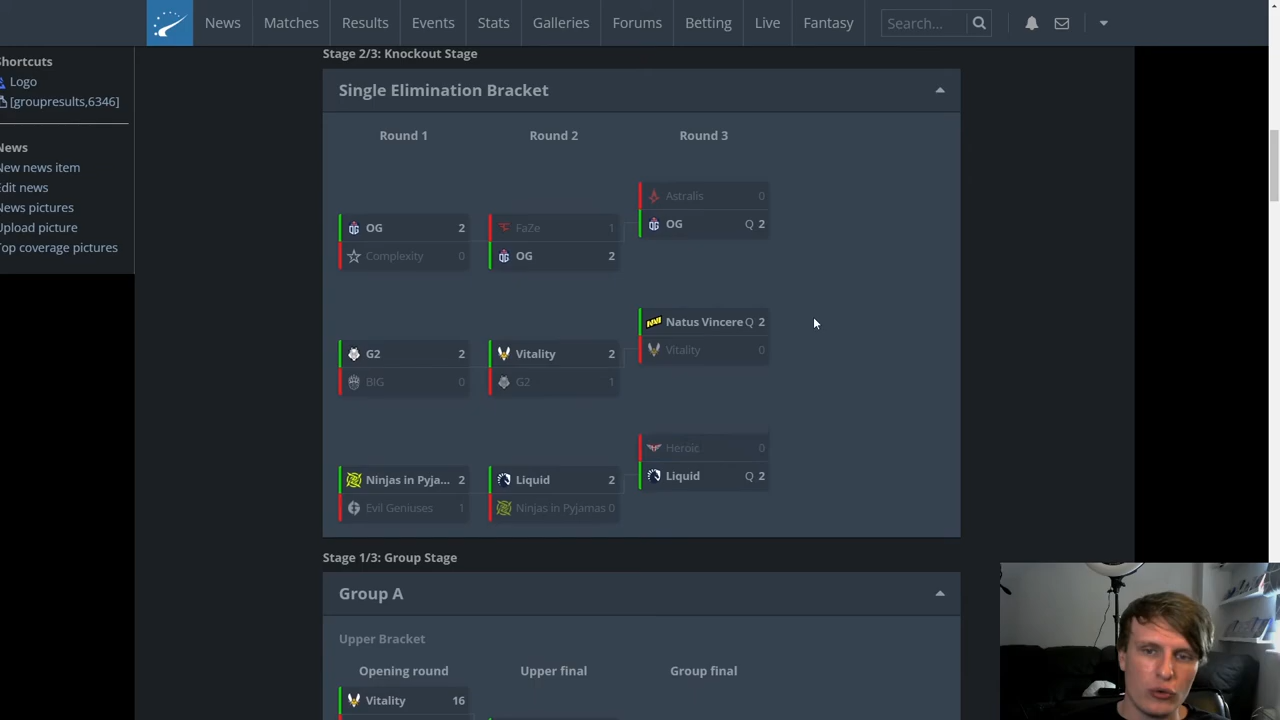 News Matches Results Events Stats Galleries Forums Betting Live Fantasy Search...
Shortcuts
Logo
[groupresults,6346]
News
New news item
Edit news
News pictures
Upload picture
Top coverage pictures
Stage 2/3: Knockout Stage
Single Elimination Bracket
Round 1 Round 2 Round 3
Astralis 0
OG 2 FaZe 1 OG Q 2
Complexity 0 OG 2
Natus Vincere Q 2
G2 2 Vitality 2 Vitality 0
BIG 0 G2 1
Heroic 0
Ninjas in Pyja... 2 Liquid 2 Liquid Q 2
Evil Geniuses 1 Ninjas in Pyjamas 0
Stage 1/3: Group Stage
Group A
Upper Bracket
Opening round Upper final Group final
Vitality 16